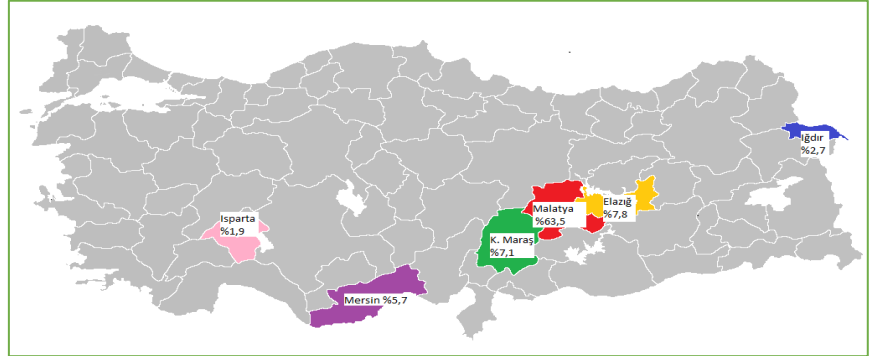 Iğdır
%2,7
Elazığ
%7,8
Malatya
%63,5
Isparta
%1,9
K. Maraş
%7,1
Mersin %5,7